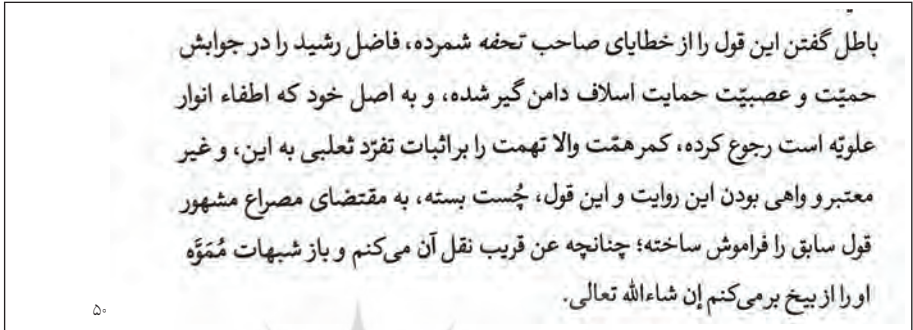 باطل گفتن این قول را از خطایای صاحب تحفه شمرده، فاضل رشید را در جوابش
حمیّت و عصبیّت حمایت اسلاف دامن گیر شده، و به اصل خود که اطفاء انوار
علویّه است رجوع کرده، کمر همّت والا تهمت را بر اثبات تفرّد ثعلبی به این، و غیر
معتبر و واهی بودن این روایت و این قول، چُست بسته، به مقتضای مصراع مشهور
قول سابق را فراموش ساخته؛ چنانچه عن قریب نقل آن می‌کنم و باز شبهات مُمَوَّه
او را از بیخ برمی‌کنم إن شاءالله تعالی.
۵۰